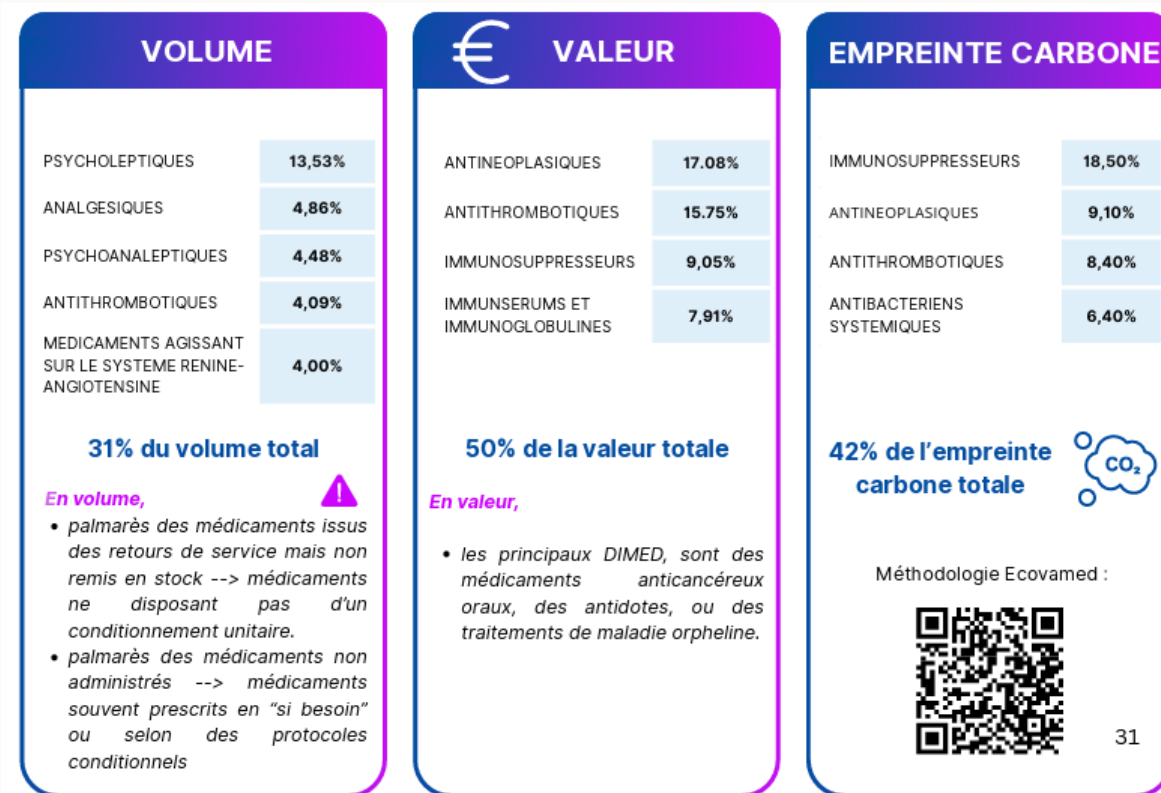 VOLUME
PSYCHOLEPTIQUES 13,53%
ANALGESIQUES 4,86%
PSYCHOANALEPTIQUES 4,48%
ANTITHROMBOTIQUES 4,09%
MEDICAMENTS AGISSANT
SUR LE SYSTEME RENINE- 4,00%
ANGIOTENSINE
31% du volume total
En volume,
• palmarès des médicaments issus
des retours de service mais non
remis en stock --> médicaments
ne disposant pas d’un
conditionnement unitaire.
• palmarès des médicaments non
administrés --> médicaments
souvent prescrits en “si besoin”
ou selon des protocoles
conditionnels
€ VALEUR
ANTINEOPLASIQUES 17.08%
ANTITHROMBOTIQUES 15.75%
IMMUNOSUPPRESSEURS 9,05%
IMMUNSERUMS ET
IMMUNOGLOBULINES 7,91%
50% de la valeur totale
En valeur,
• les principaux DIMED, sont des
médicaments anticancéreux
oraux, des antidotes, ou des
traitements de maladie orpheline.
EMPREINTE CARBONE
IMMUNOSUPPRESSEURS 18,50%
ANTINEOPLASIQUES 9,10%
ANTITHROMBOTIQUES 8,40%
ANTIBACTERIENS
SYSTEMIQUES 6,40%
42% de l’empreinte
carbone totale
CO₂
Méthodologie Ecovamed :
31